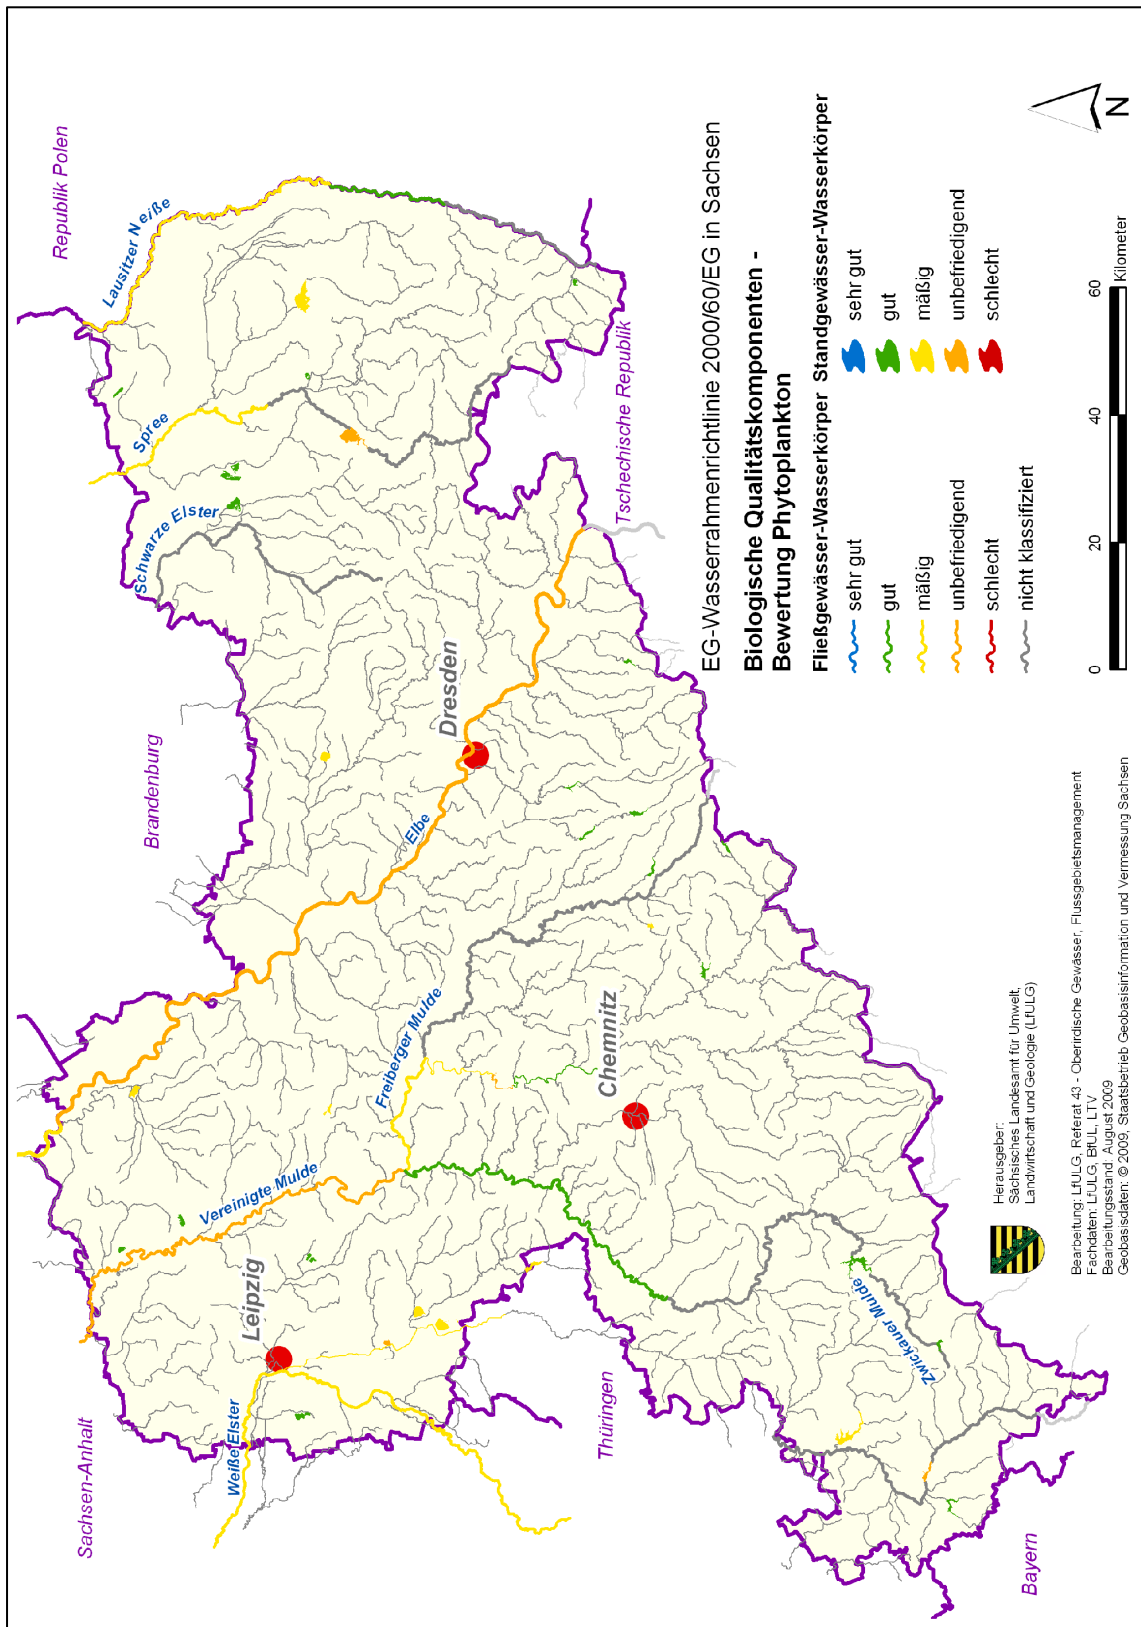 Republik Polen
Lausitzer Neiße
Spree
Schwarze Elster
Brandenburg
Tschechische Republik
Dresden
Elbe
Freiberger Mulde
Chemnitz
Vereinigte Mulde
Leipzig
Sachsen-Anhalt
Weiße Elster
Thüringen
Zwickauer Mulde
Bayern
EG-Wasserrahmenrichtlinie 2000/60/EG in Sachsen
Biologische Qualitätskomponenten -
Bewertung Phytoplankton
Fließgewässer-Wasserkörper
sehr gut
gut
mäßig
unbefriedigend
schlecht
nicht klassifiziert
Standgewässer-Wasserkörper
sehr gut
gut
mäßig
unbefriedigend
schlecht
0 20 40 60
Kilometer
N
Herausgeber:
Sächsisches Landesamt für Umwelt,
Landwirtschaft und Geologie (LfULG)
Bearbeitung: LfULG, Referat 43 - Oberirdische Gewässer, Flussgebietsmanagement
Fachdaten: LfULG, BfUL, LTV
Bearbeitungsstand: August 2009
Geobasisdaten: © 2009, Staatsbetrieb Geobasisinformation und Vermessung Sachsen